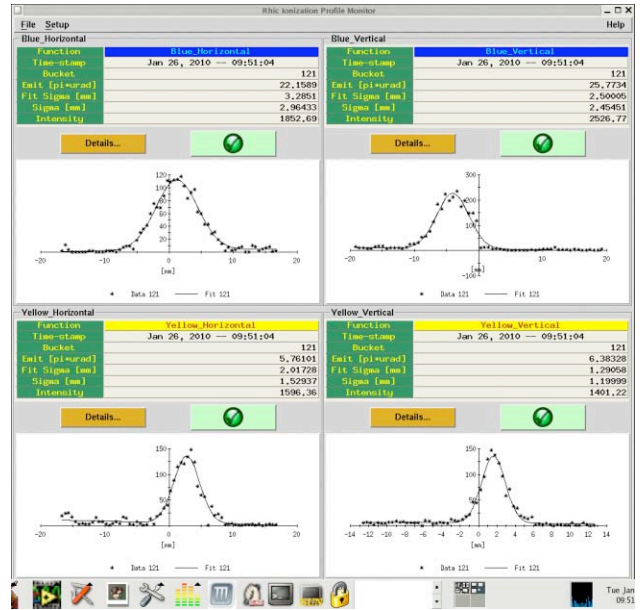 Rhic Ionization Profile Monitor
File Setup Help
Blue_Horizontal
Function Blue_Horizontal
Time-stamp Jan 26, 2010 -- 09:51:04
Bucket 121
Emit [pi*urad] 22.1589
Fit Sigma [mm] 3.2851
Sigma [mm] 2.96433
Intensity 1852.69
Details...
120
100
80
60
40
20
-20 -10 0 10 20
[mm]
Data 121 Fit 121
Blue_Vertical
Function Blue_Vertical
Time-stamp Jan 26, 2010 -- 09:51:04
Bucket 121
Emit [pi*urad] 25.7734
Fit Sigma [mm] 2.50005
Sigma [mm] 2.45451
Intensity 2526.77
Details...
300
200
100
-20 -10 10 20
-100
[mm]
Data 121 Fit 121
Yellow_Horizontal
Function Yellow_Horizontal
Time-stamp Jan 26, 2010 -- 09:51:04
Bucket 121
Emit [pi*urad] 5.76101
Fit Sigma [mm] 2.01728
Sigma [mm] 1.52937
Intensity 1596.36
Details...
150
100
50
-20 -10 0 10 20
[mm]
Data 121 Fit 121
Yellow_Vertical
Function Yellow_Vertical
Time-stamp Jan 26, 2010 -- 09:51:04
Bucket 121
Emit [pi*urad] 6.38328
Fit Sigma [mm] 1.29058
Sigma [mm] 1.19999
Intensity 1401.22
Details...
150
100
50
-14 -12 -10 -8 -6 -4 -2 0 2 4 6 8 10 12 14
[mm]
Data 121 Fit 121
Tue Jan
09:51